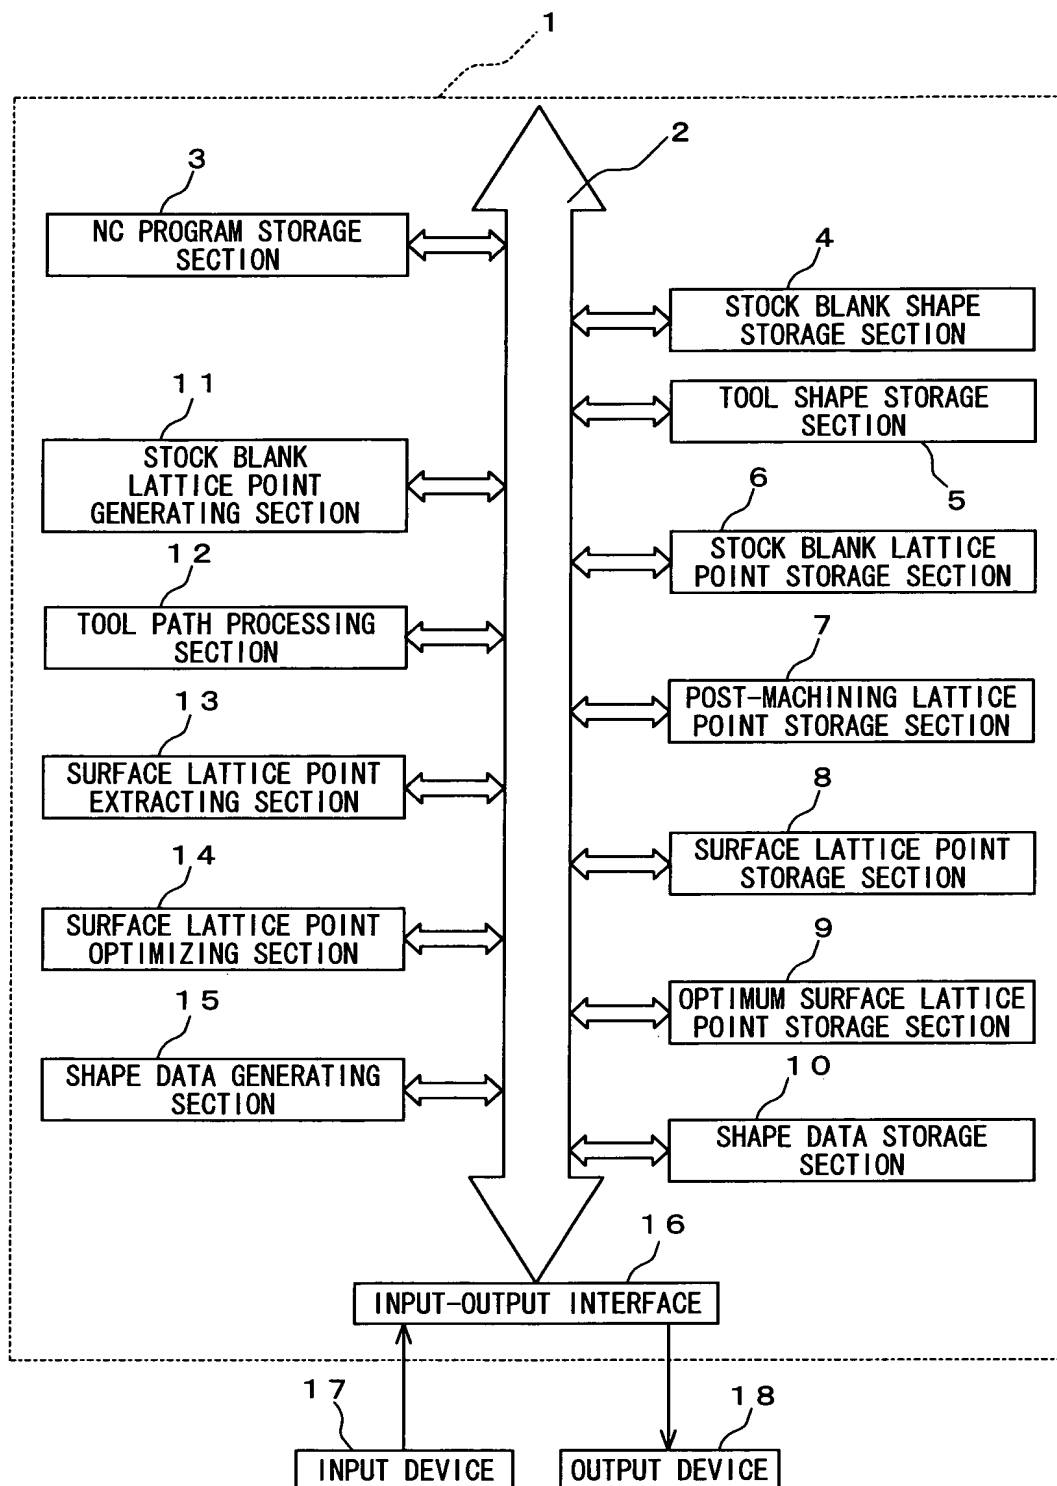 1
2
3
NC PROGRAM STORAGE
SECTION
4
STOCK BLANK SHAPE
STORAGE SECTION
11
STOCK BLANK
LATTICE POINT
GENERATING SECTION
TOOL SHAPE STORAGE
SECTION
5
6
STOCK BLANK LATTICE
POINT STORAGE SECTION
12
TOOL PATH PROCESSING
SECTION
7
POST-MACHINING LATTICE
POINT STORAGE SECTION
13
SURFACE LATTICE POINT
EXTRACTING SECTION
8
SURFACE LATTICE POINT
STORAGE SECTION
14
SURFACE LATTICE POINT
OPTIMIZING SECTION
9
OPTIMUM SURFACE LATTICE
POINT STORAGE SECTION
15
SHAPE DATA GENERATING
SECTION
10
SHAPE DATA STORAGE
SECTION
16
INPUT-OUTPUT INTERFACE
17
INPUT DEVICE
18
OUTPUT DEVICE